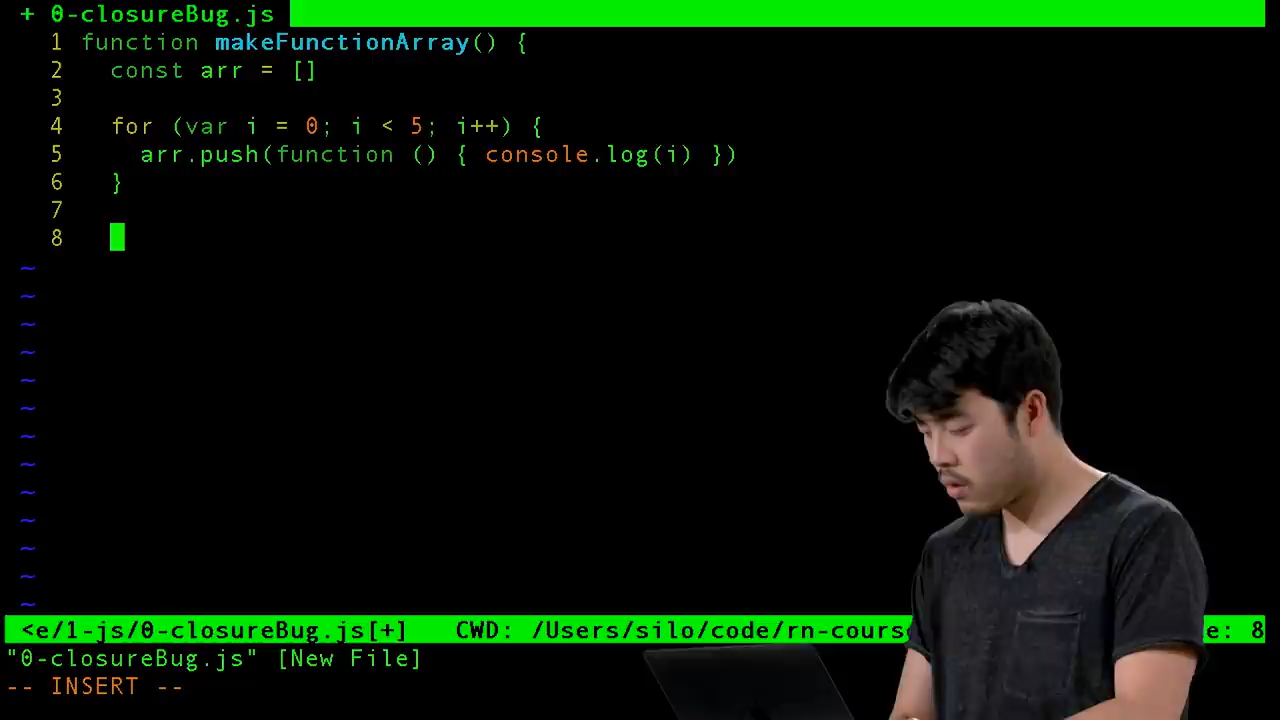 + 0-closureBug.js
1 function makeFunctionArray() {
2   const arr = []
3
4   for (var i = 0; i < 5; i++) {
5     arr.push(function () { console.log(i) })
6   }
7
8
~
~
~
~
~
~
~
~
~
~
~
~
~
<e/1-js/0-closureBug.js[+]   CWD: /Users/silo/code/rn-cours e: 8
"0-closureBug.js" [New File]
-- INSERT --